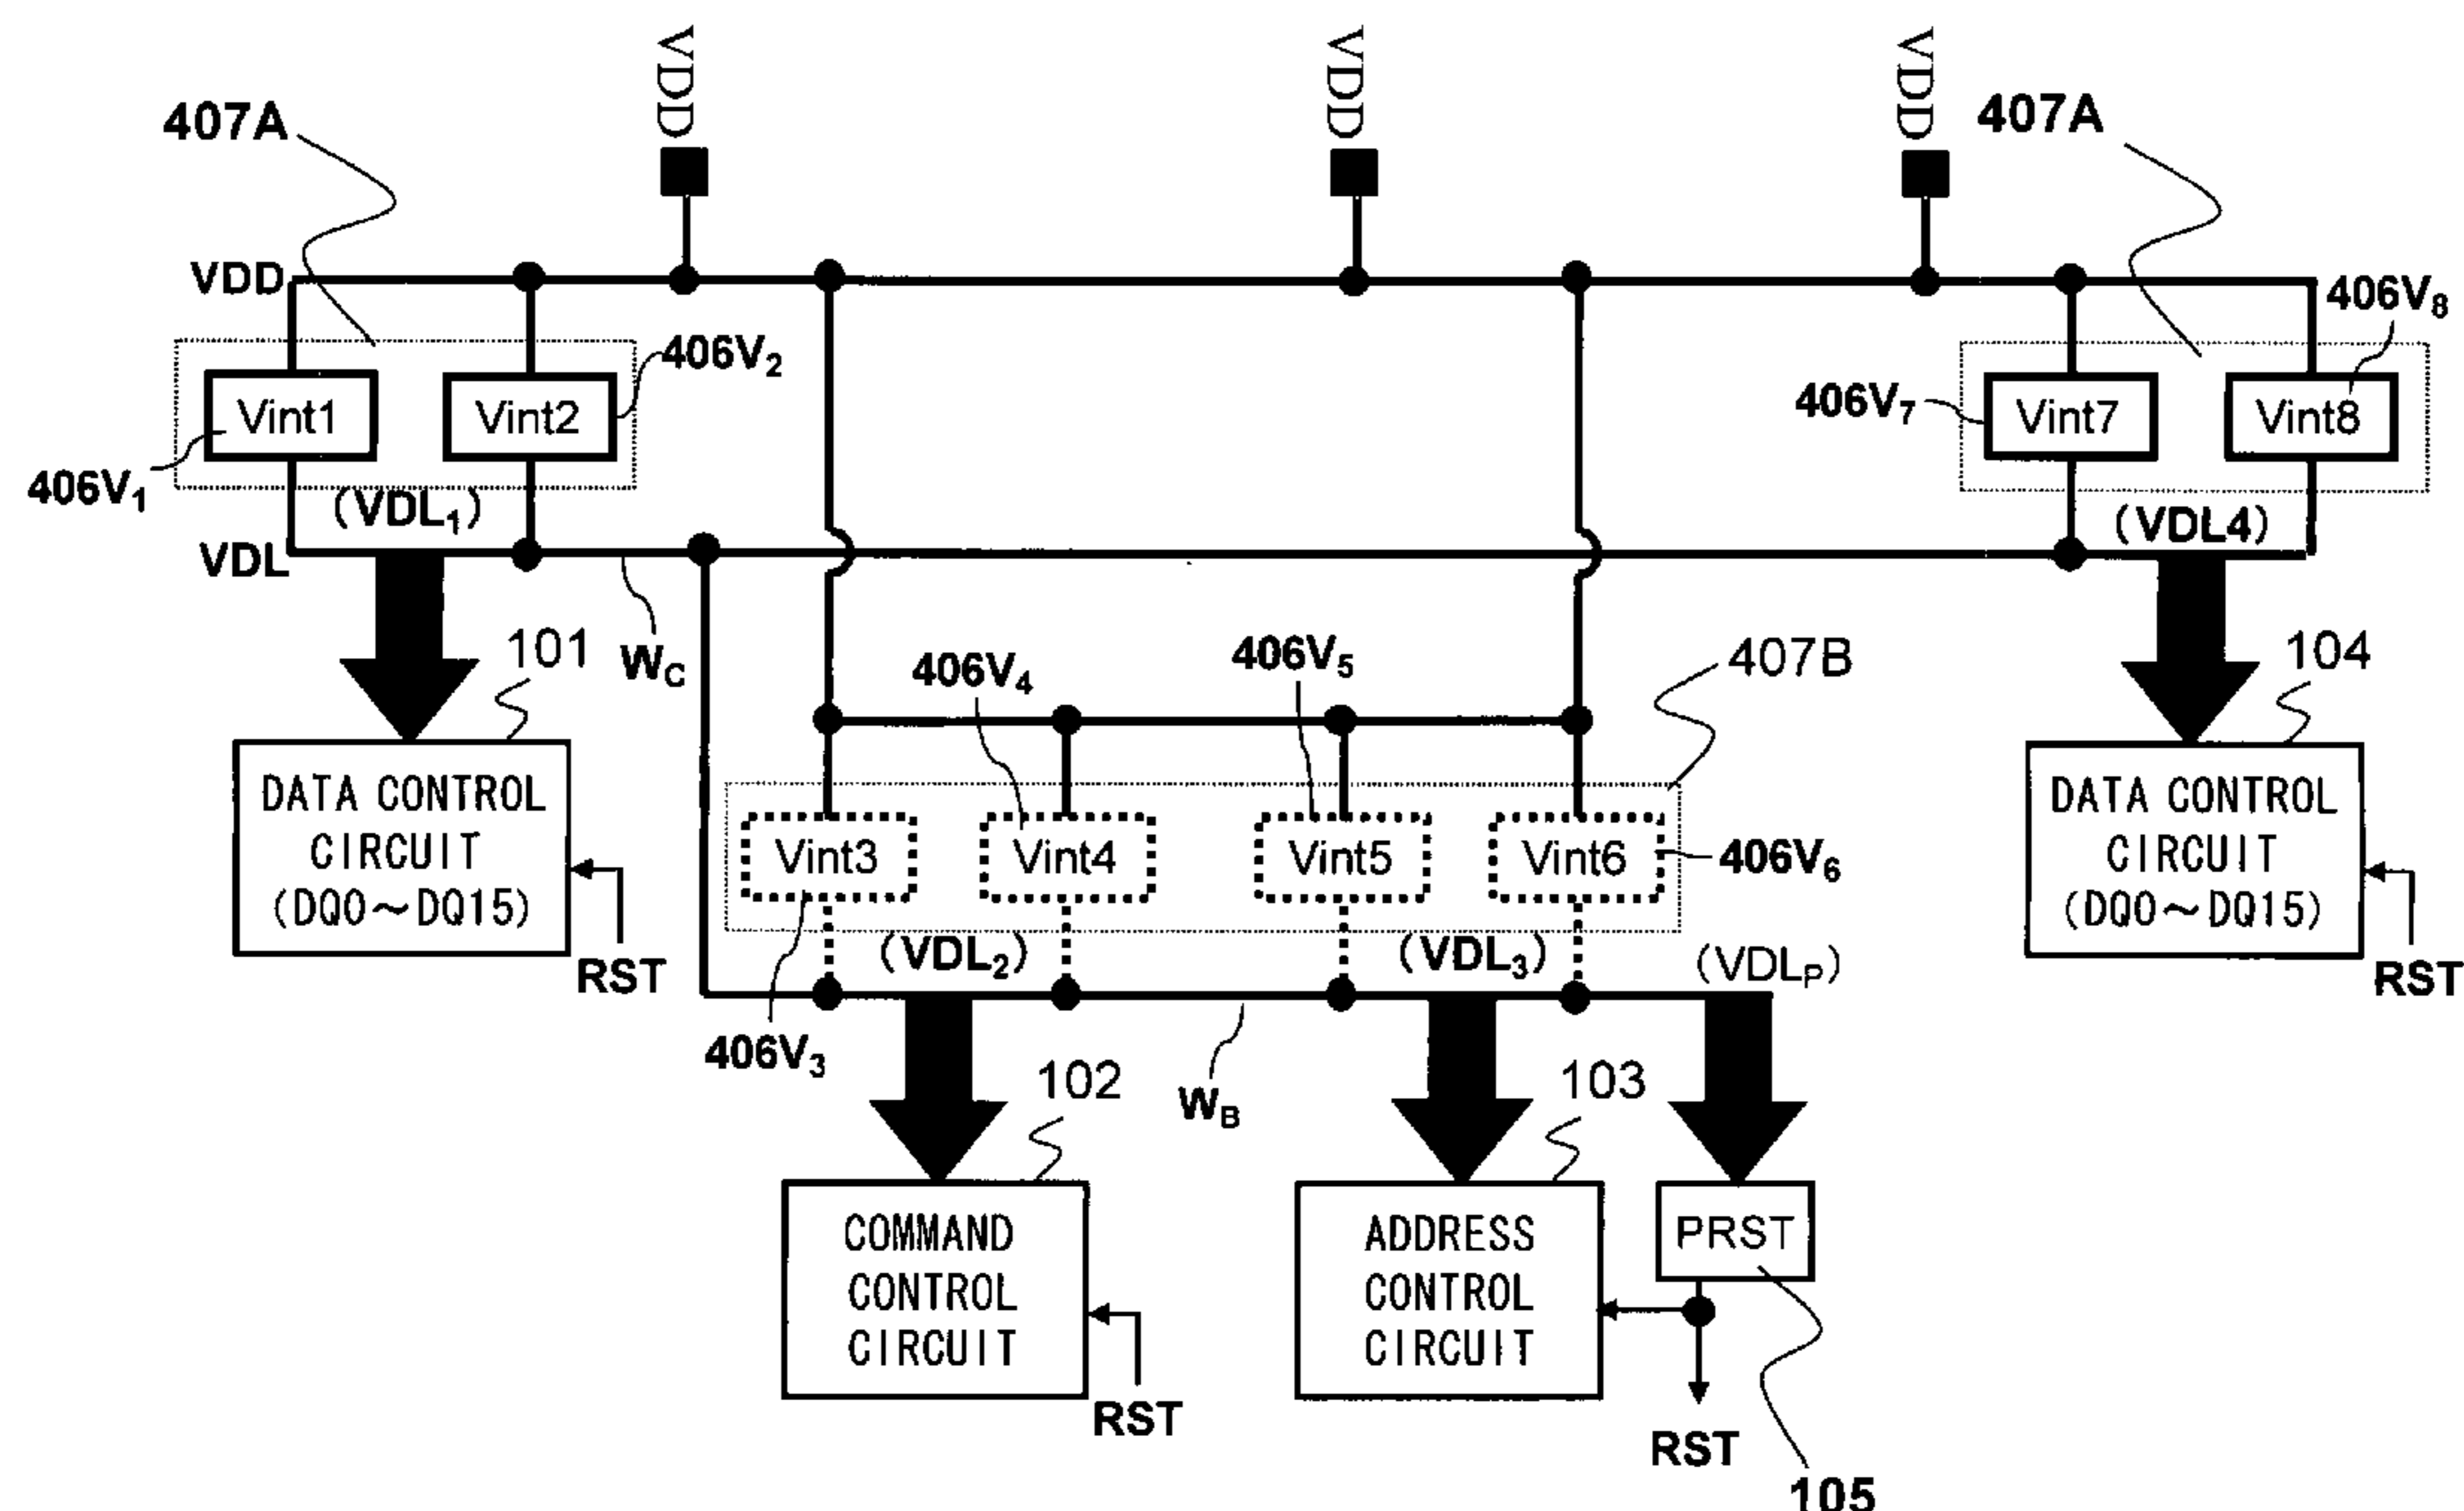 VDD
VDD
VDD
407A
407A
VDD
406V8
406V2
Vint1
Vint2
406V7
Vint7
Vint8
406V1
(VDL1)
(VDL4)
VDL
101
WC
406V4
406V5
407B
104
DATA CONTROL
CIRCUIT
(DQ0～DQ15)
RST
DATA CONTROL
CIRCUIT
(DQ0～DQ15)
RST
Vint3
Vint4
Vint5
Vint6
406V6
(VDL2)
(VDL3)
(VDLP)
406V3
102
WB
103
COMMAND
CONTROL
CIRCUIT
RST
ADDRESS
CONTROL
CIRCUIT
PRST
RST
105